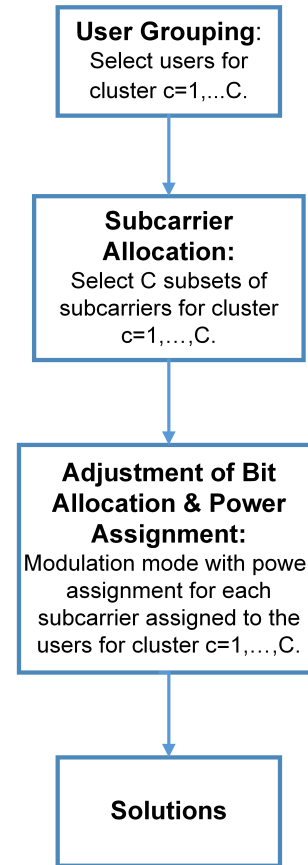 User Grouping:
Select users for
cluster c=1,...C.
Subcarrier
Allocation:
Select C subsets of
subcarriers for cluster
c=1,...,C.
Adjustment of Bit
Allocation & Power
Assignment:
Modulation mode with powe
assignment for each
subcarrier assigned to the
users for cluster c=1,...,C.
Solutions